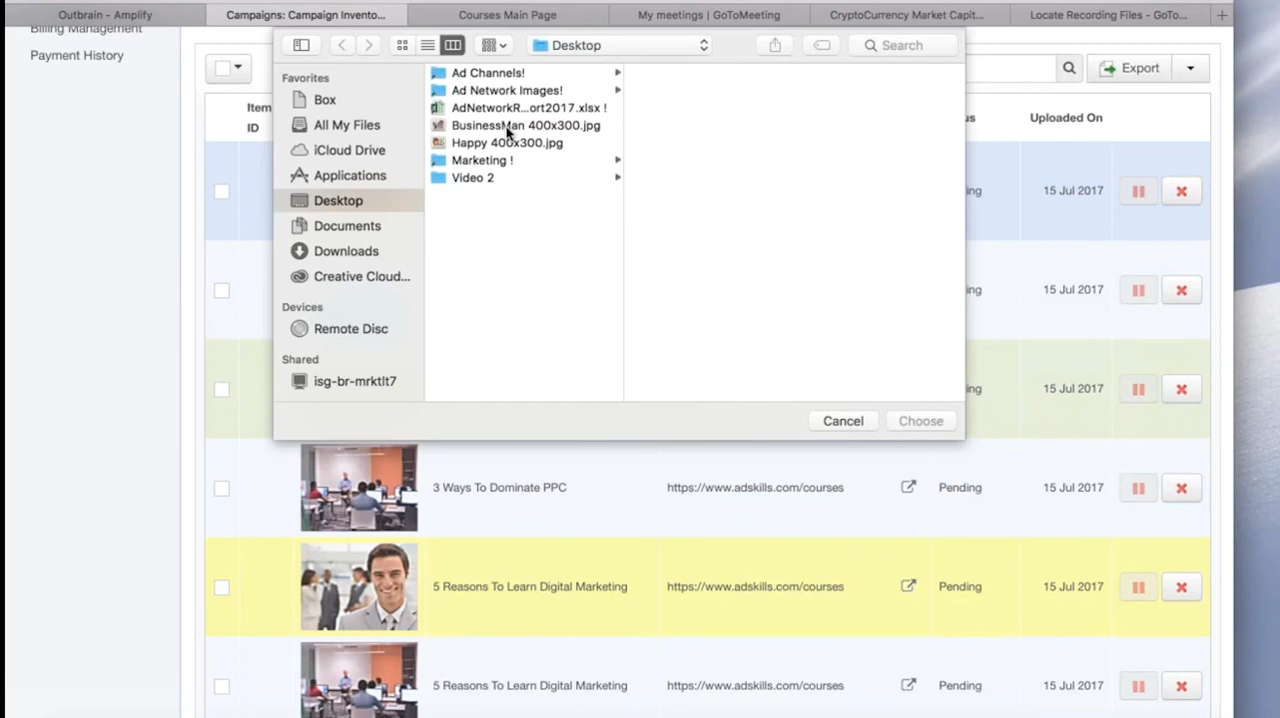 Outbrain - Amplify
Campaigns: Campaign Invento...
Courses Main Page
My meetings | GoToMeeting
CryptoCurrency Market Capit...
Locate Recording Files - GoTo...
Billing Management
Payment History
Desktop
Search
Export
Favorites
Box
All My Files
iCloud Drive
Applications
Desktop
Documents
Downloads
Creative Cloud...
Devices
Remote Disc
Shared
isg-br-mrktlt7
Ad Channels!
Ad Network Images!
AdNetworkR...ort2017.xlsx !
BusinessMan 400x300.jpg
Happy 400x300.jpg
Marketing !
Video 2
Cancel
Choose
Item
ID
us
Uploaded On
ng
15 Jul 2017
ing
15 Jul 2017
ing
15 Jul 2017
3 Ways To Dominate PPC
https://www.adskills.com/courses
Pending
15 Jul 2017
5 Reasons To Learn Digital Marketing
https://www.adskills.com/courses
Pending
15 Jul 2017
5 Reasons To Learn Digital Marketing
https://www.adskills.com/courses
Pending
15 Jul 2017